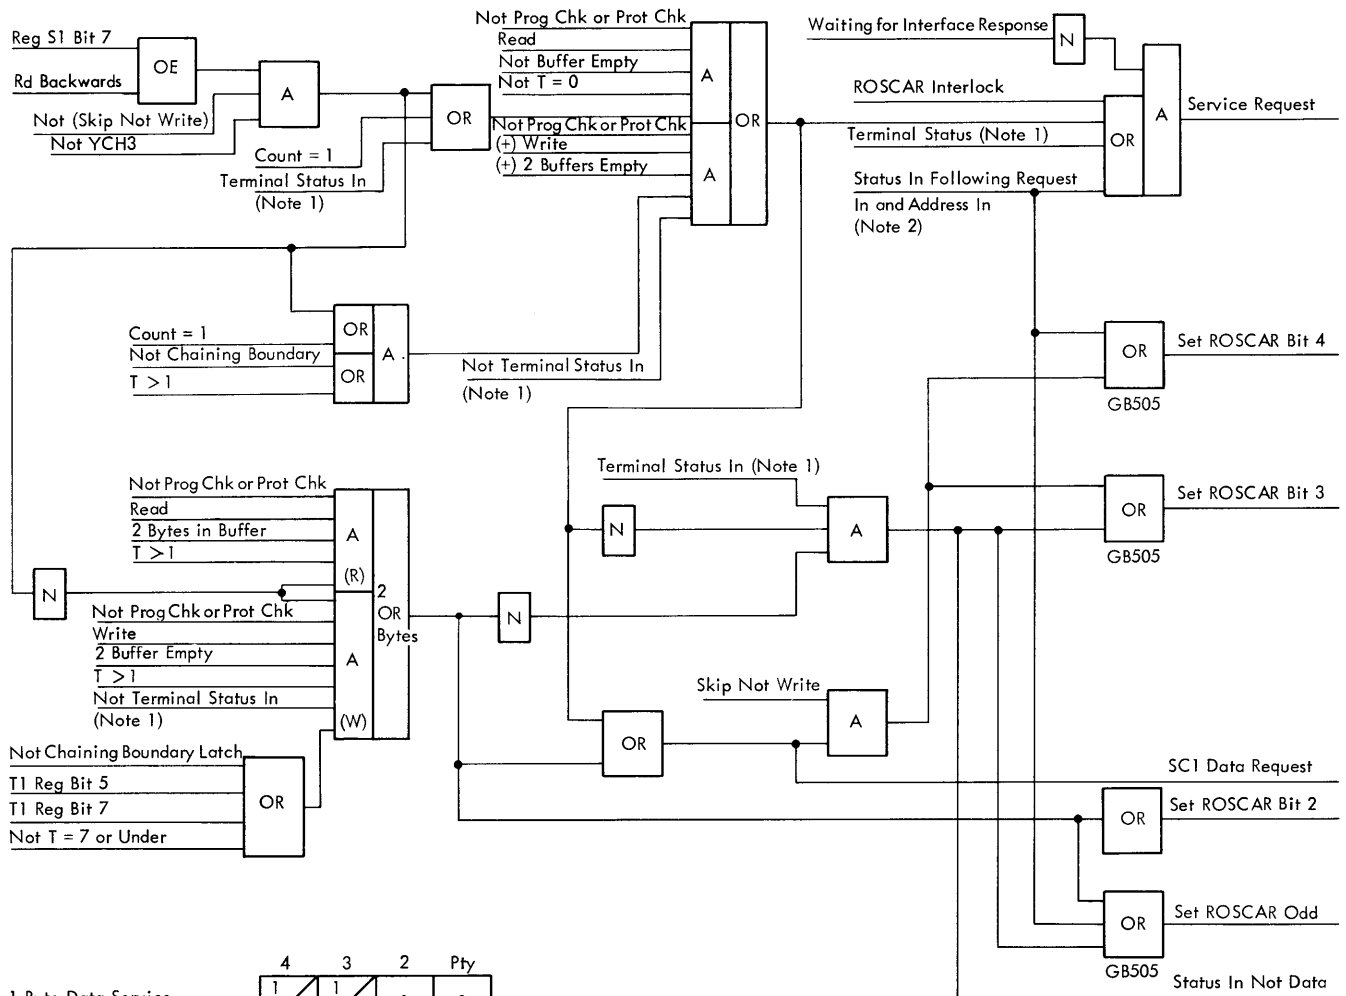 Not Prog Chk or Prot Chk
Read
Not Buffer Empty
Not T = 0
Reg S1 Bit 7
Rd Backwards
OE
A
Not (Skip Not Write)
Not YCH3
Count = 1
Terminal Status In
(Note 1)
OR
Not Prog Chk or Prot Chk
(+) Write
(+) 2 Buffers Empty
A
A
OR
Waiting for Interface Response
N
ROSCAR Interlock
Terminal Status (Note 1)
Status In Following Request
In and Address In
(Note 2)
OR
A
Service Request
Count = 1
Not Chaining Boundary
T > 1
OR
OR
A
Not Terminal Status In
(Note 1)
OR
GB505
Set ROSCAR Bit 4
Terminal Status In (Note 1)
N
A
OR
GB505
Set ROSCAR Bit 3
Not Prog Chk or Prot Chk
Read
2 Bytes in Buffer
T > 1
A
(R)
N
Not Prog Chk or Prot Chk
Write
2 Buffer Empty
T > 1
Not Terminal Status In
(Note 1)
A
(W)
2
OR
Bytes
N
Skip Not Write
A
OR
Not Chaining Boundary Latch
T1 Reg Bit 5
T1 Reg Bit 7
Not T = 7 or Under
OR
SC1 Data Request
Set ROSCAR Bit 2
OR
Set ROSCAR Odd
OR
GB505
Status In Not Data
4 3 2 Pty
1 1